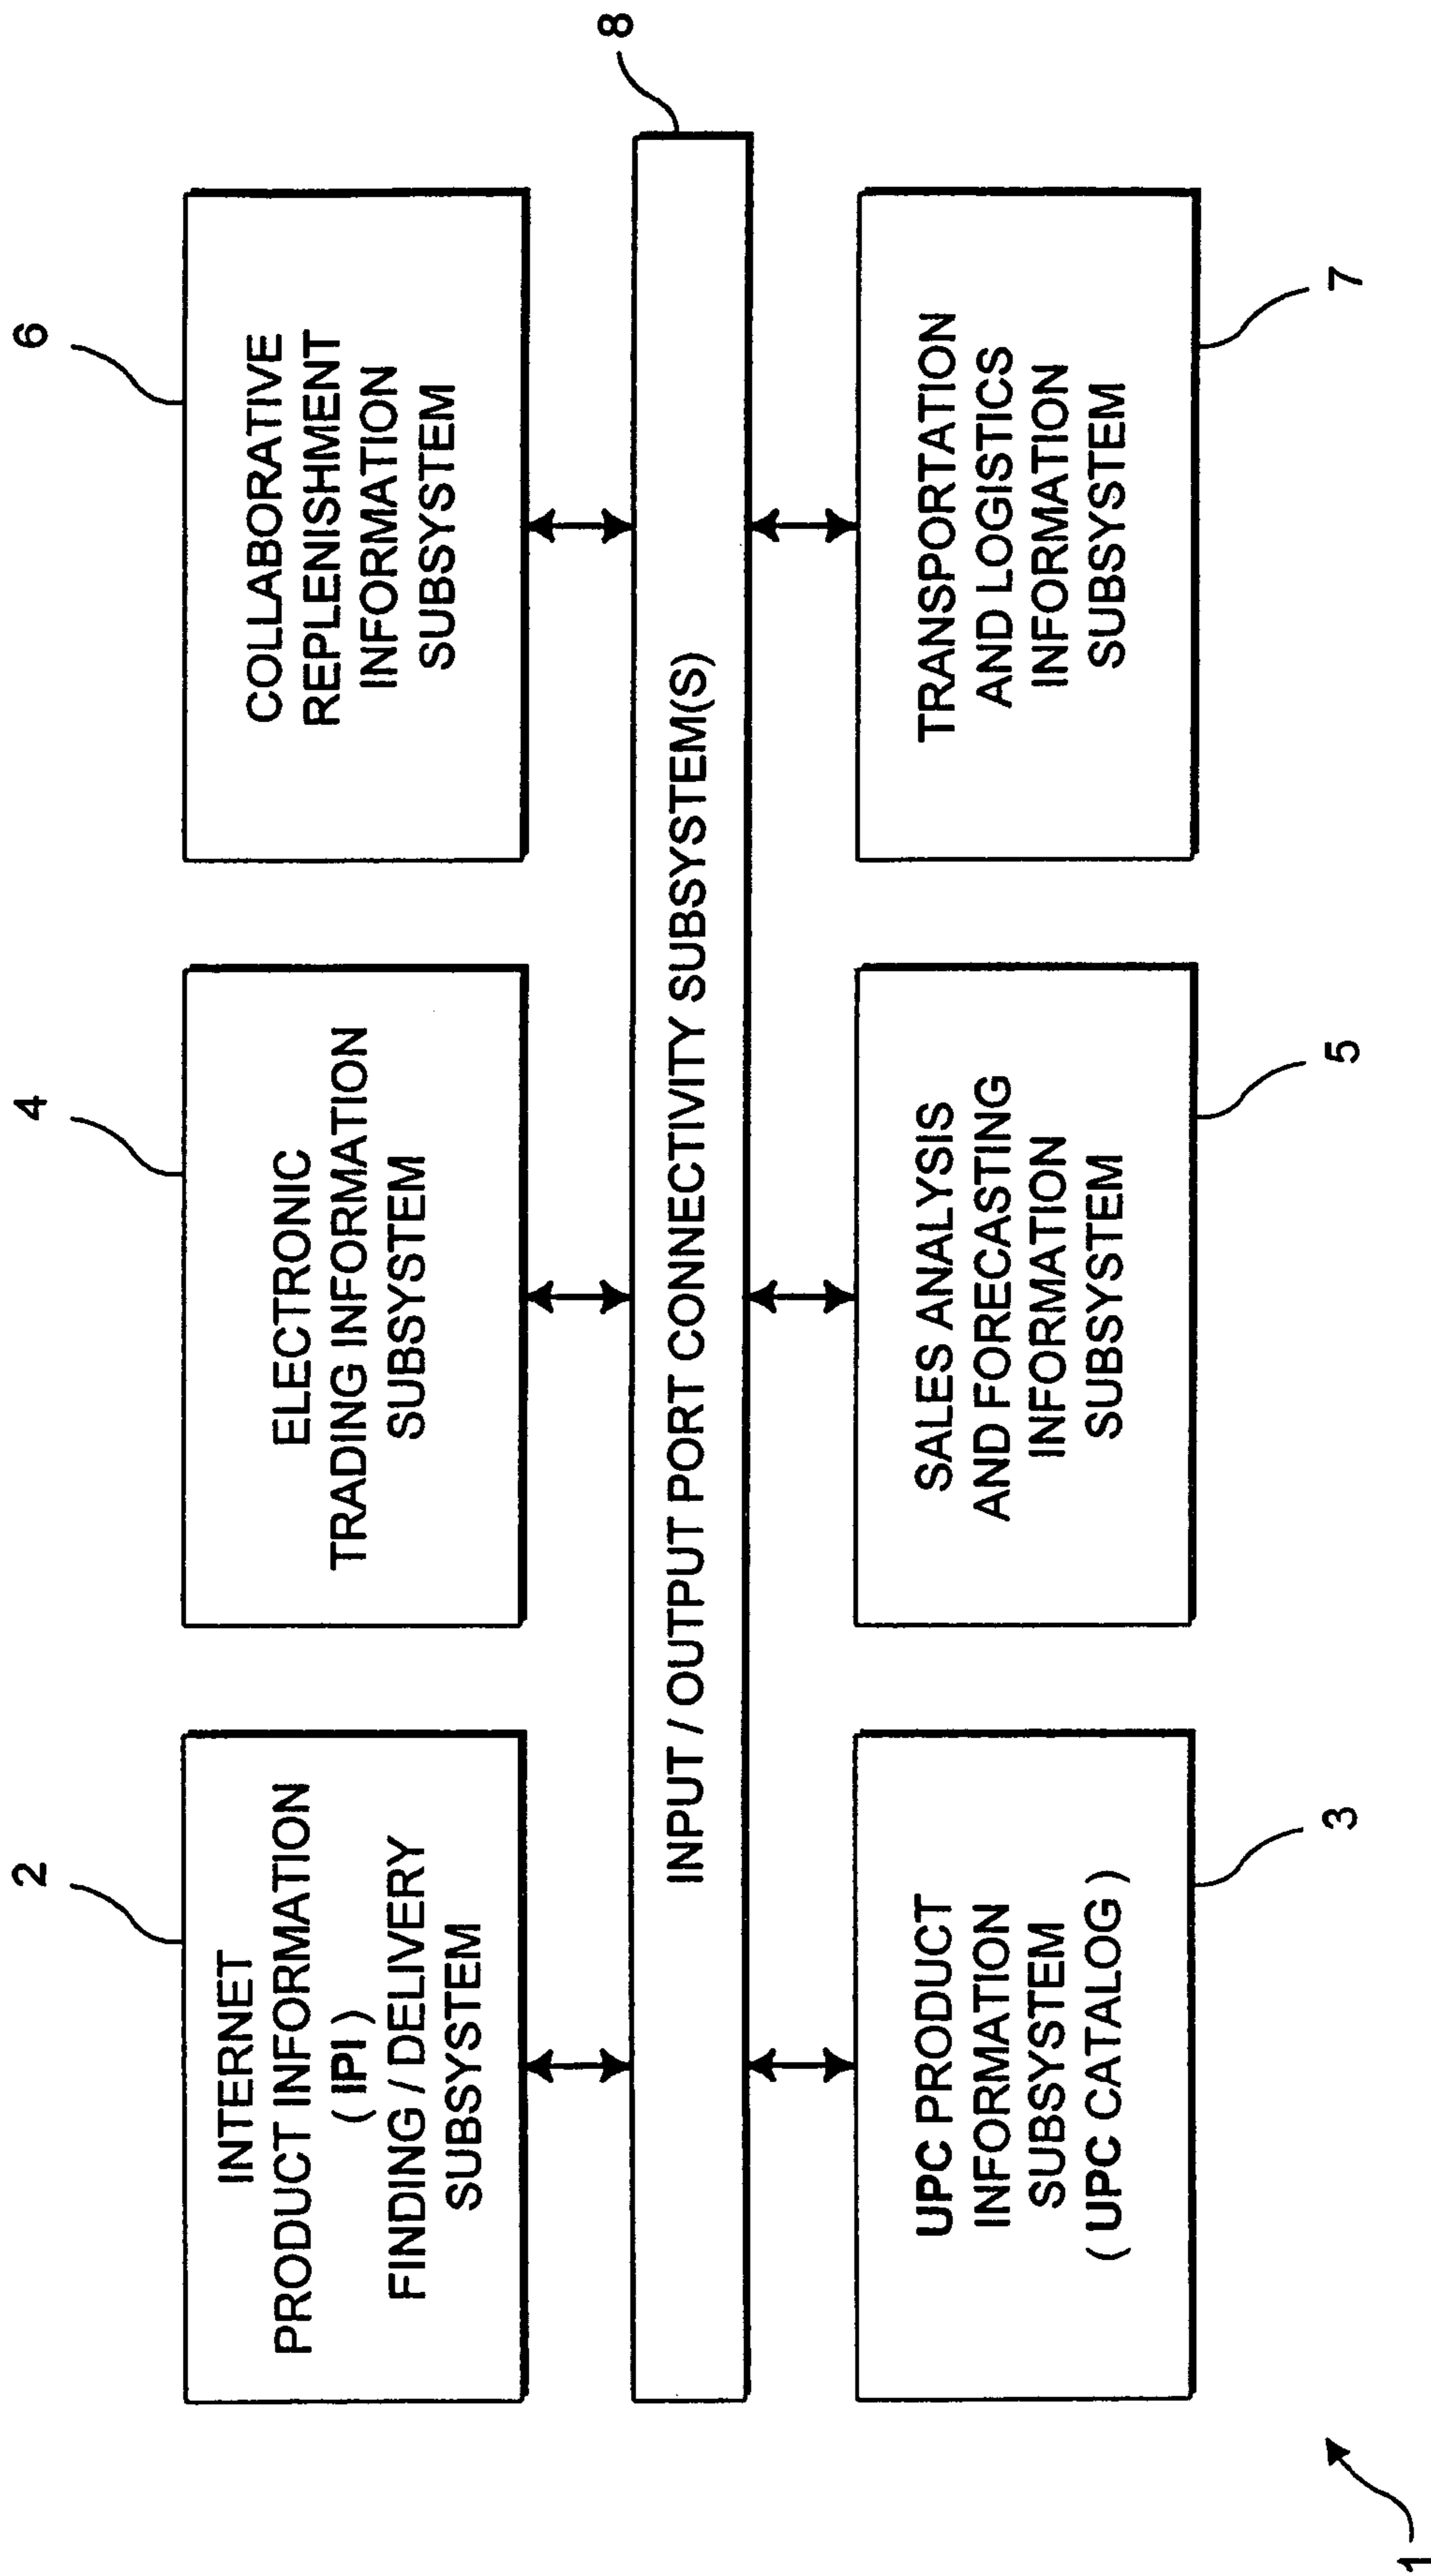 2
INTERNET
PRODUCT INFORMATION
( IPI )
FINDING / DELIVERY
SUBSYSTEM
4
ELECTRONIC
TRADING INFORMATION
SUBSYSTEM
6
COLLABORATIVE
REPLENISHMENT
INFORMATION
SUBSYSTEM
8
INPUT / OUTPUT PORT CONNECTIVITY SUBSYSTEM(S)
UPC PRODUCT
INFORMATION
SUBSYSTEM
( UPC CATALOG )
3
SALES ANALYSIS
AND FORECASTING
INFORMATION
SUBSYSTEM
5
TRANSPORTATION
AND LOGISTICS
INFORMATION
SUBSYSTEM
7
1